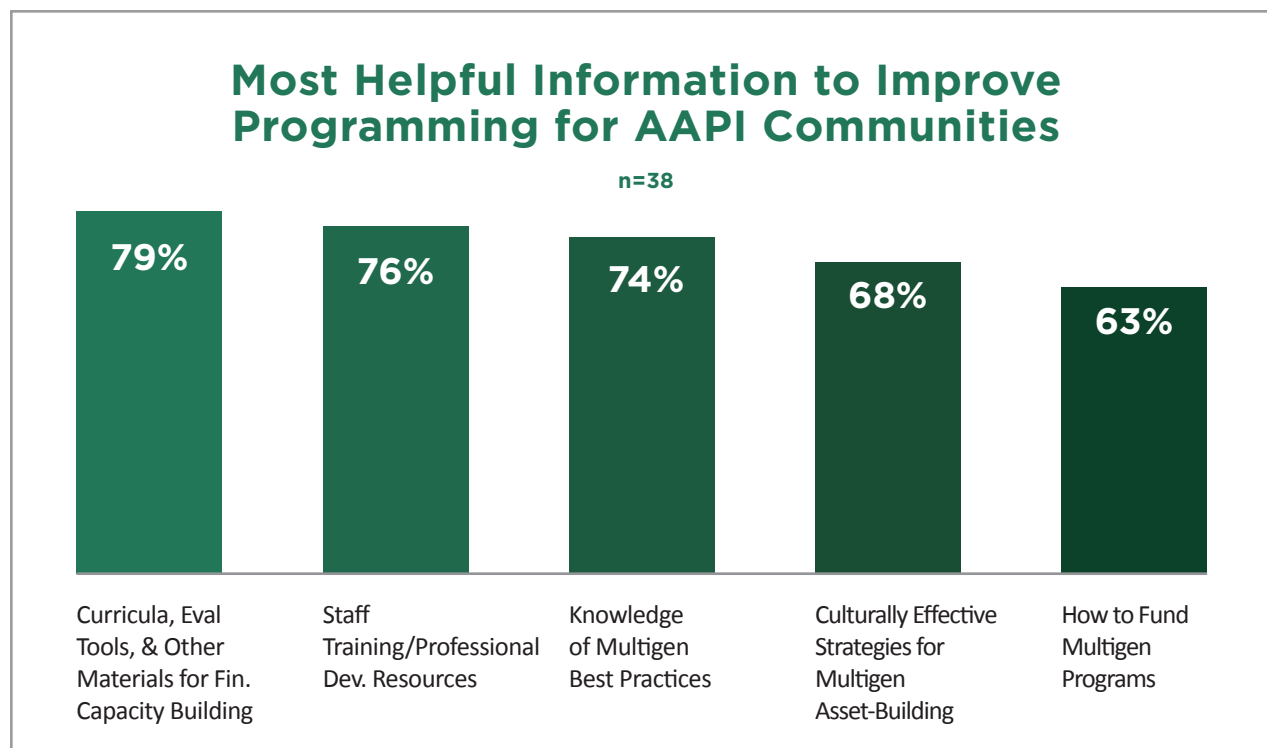 Most Helpful Information to Improve
Programming for AAPI Communities
n=38
79%
76%
74%
68%
63%
Curricula, Eval
Tools, & Other
Materials for Fin.
Capacity Building
Staff
Training/Professional
Dev. Resources
Knowledge
of Multigen
Best Practices
Culturally Effective
Strategies for
Multigen
Asset-Building
How to Fund
Multigen
Programs